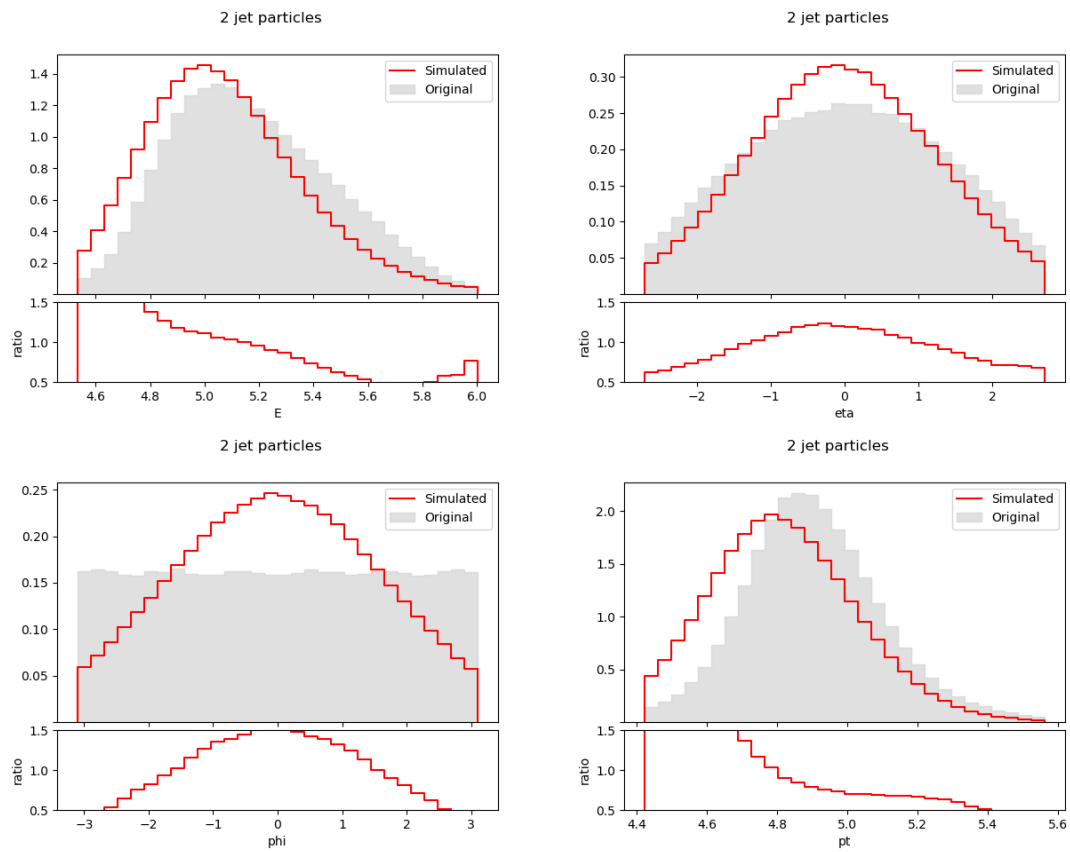 2 jet particles
1.4
1.2
1.0
0.8
0.6
0.4
0.2
Simulated
Original
1.5
1.0
0.5
ratio
4.6 4.8 5.0 5.2 5.4 5.6 5.8 6.0
E
2 jet particles
0.30
0.25
0.20
0.15
0.10
0.05
Simulated
Original
1.5
1.0
0.5
ratio
−2 −1 0 1 2
eta
2 jet particles
0.25
0.20
0.15
0.10
0.05
Simulated
Original
1.5
1.0
0.5
ratio
−3 −2 −1 0 1 2 3
phi
2 jet particles
2.0
1.5
1.0
0.5
Simulated
Original
1.5
1.0
0.5
ratio
4.4 4.6 4.8 5.0 5.2 5.4 5.6
pt